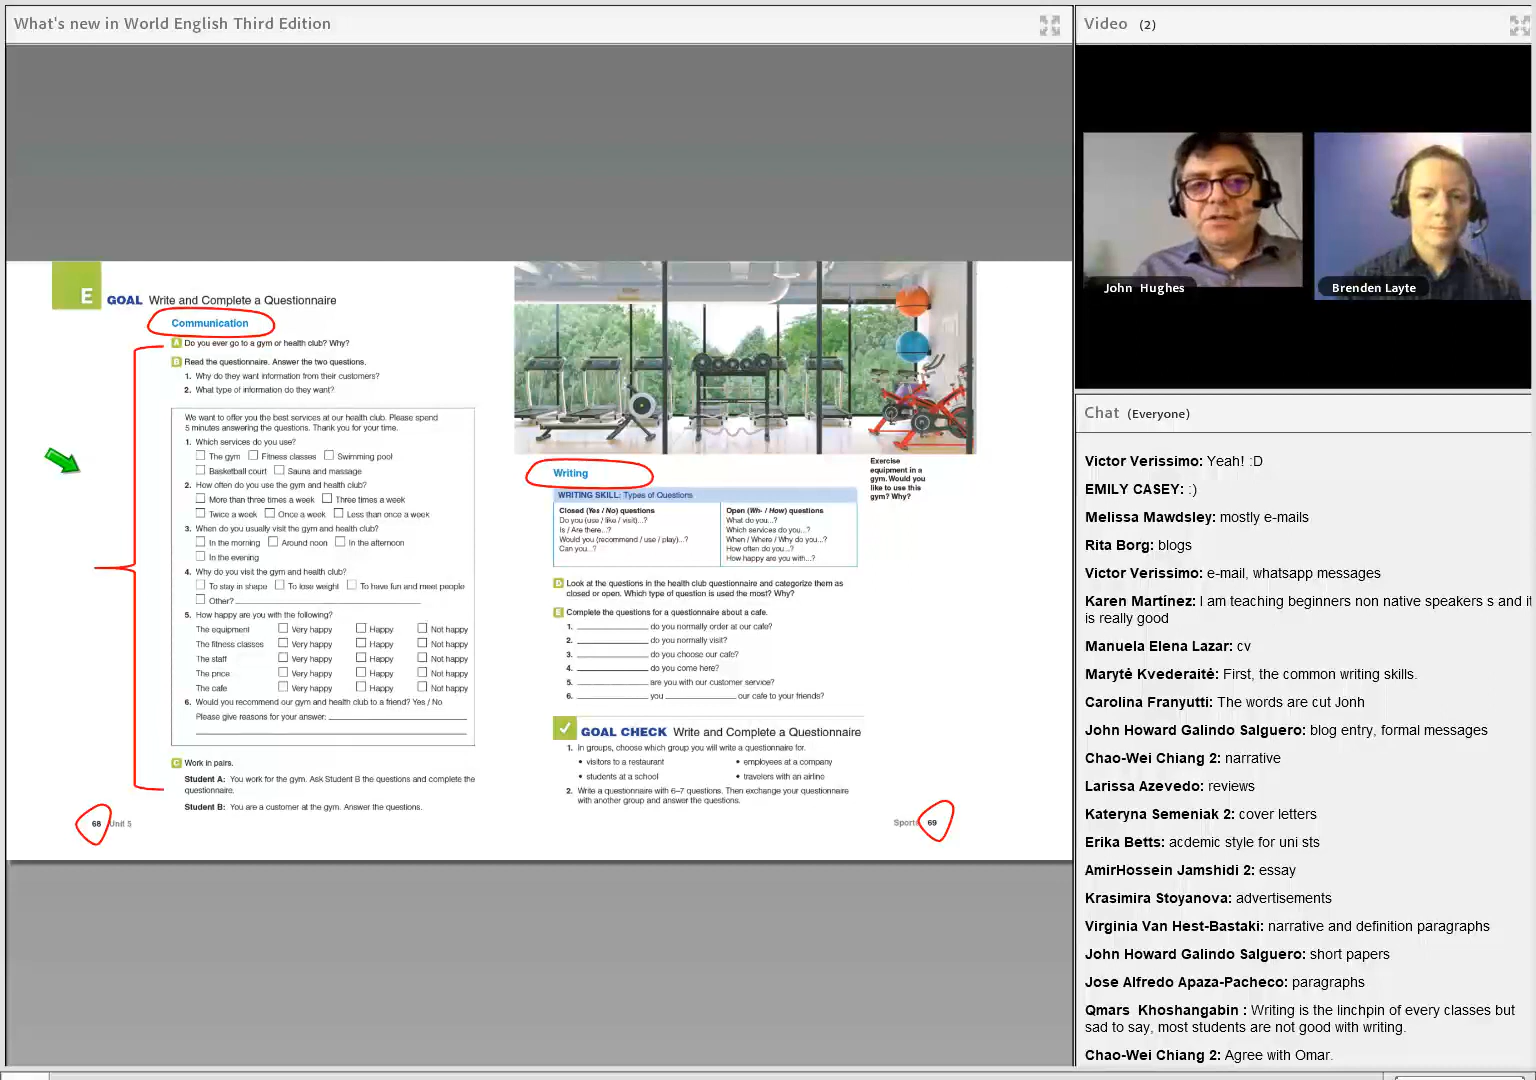 What's new in World English Third Edition
E GOAL Write and Complete a Questionnaire
Communication
A Do you ever go to a gym or health club? Why?
B Read the questionnaire. Answer the two questions.
1. Why do they want information from their customers?
2. What type of information do they want?
We want to offer you the best services at our health club. Please spend
5 minutes answering the questions. Thank you for your time.
1. Which services do you use?
The gym Fitness classes Swimming pool
Basketball court Sauna and massage
2. How often do you use the gym and health club?
More than three times a week Three times a week
Twice a week Once a week Less than once a week
3. When do you usually visit the gym and health club?
In the morning Around noon In the afternoon
In the evening
4. Why do you visit the gym and health club?
To stay in shape To lose weight To have fun and meet people
Other?
5. How happy are you with the following?
The equipment Very happy Happy Not happy
The fitness classes Very happy Happy Not happy
The staff Very happy Happy Not happy
The price Very happy Happy Not happy
The cafe Very happy Happy Not happy
6. Would you recommend our gym and health club to a friend? Yes / No
Please give reasons for your answer:
C Work in pairs.
Student A: You work for the gym. Ask Student B the questions and complete the
questionnaire.
Student B: You are a customer at the gym. Answer the questions.
68 Unit 5
Exercise
equipment in a
gym. Would you
like to use this
gym? Why?
Writing
WRITING SKILL: Types of Questions
Closed (Yes / No) questions
Do you (use / like / visit)...?
Is / Are there...?
Would you (recommend / use / play)...?
Can you...?
Open (Wh- / How) questions
What do you...?
Which services do you...?
When / Where / Why do you...?
How often do you...?
How happy are you with...?
D Look at the questions in the health club questionnaire and categorize them as
closed or open. Which type of question is used the most? Why?
E Complete the questions for a questionnaire about a cafe.
1. do you normally order at our cafe?
2. do you normally visit?
3. do you choose our cafe?
4. do you come here?
5. are you with our customer service?
6. you our cafe to your friends?
GOAL CHECK Write and Complete a Questionnaire
1. In groups, choose which group you will write a questionnaire for.
• visitors to a restaurant • employees at a company
• students at a school • travelers with an airline
2. Write a questionnaire with 6–7 questions. Then exchange your questionnaire
with another group and answer the questions.
Sports 69
Video (2)
John Hughes
Brenden Layte
Chat (Everyone)
Victor Verissimo: Yeah! :D
EMILY CASEY: :)
Melissa Mawdsley: mostly e-mails
Rita Borg: blogs
Victor Verissimo: e-mail, whatsapp messages
Karen Martínez: I am teaching beginners non native speakers s and it
is really good
Manuela Elena Lazar: cv
Marytė Kvederaitė: First, the common writing skills.
Carolina Franyutti: The words are cut Jonh
John Howard Galindo Salguero: blog entry, formal messages
Chao-Wei Chiang 2: narrative
Larissa Azevedo: reviews
Kateryna Semeniak 2: cover letters
Erika Betts: acdemic style for uni sts
AmirHossein Jamshidi 2: essay
Krasimira Stoyanova: advertisements
Virginia Van Hest-Bastaki: narrative and definition paragraphs
John Howard Galindo Salguero: short papers
Jose Alfredo Apaza-Pacheco: paragraphs
Qmars Khoshangabin : Writing is the linchpin of every classes but
sad to say, most students are not good with writing.
Chao-Wei Chiang 2: Agree with Omar.